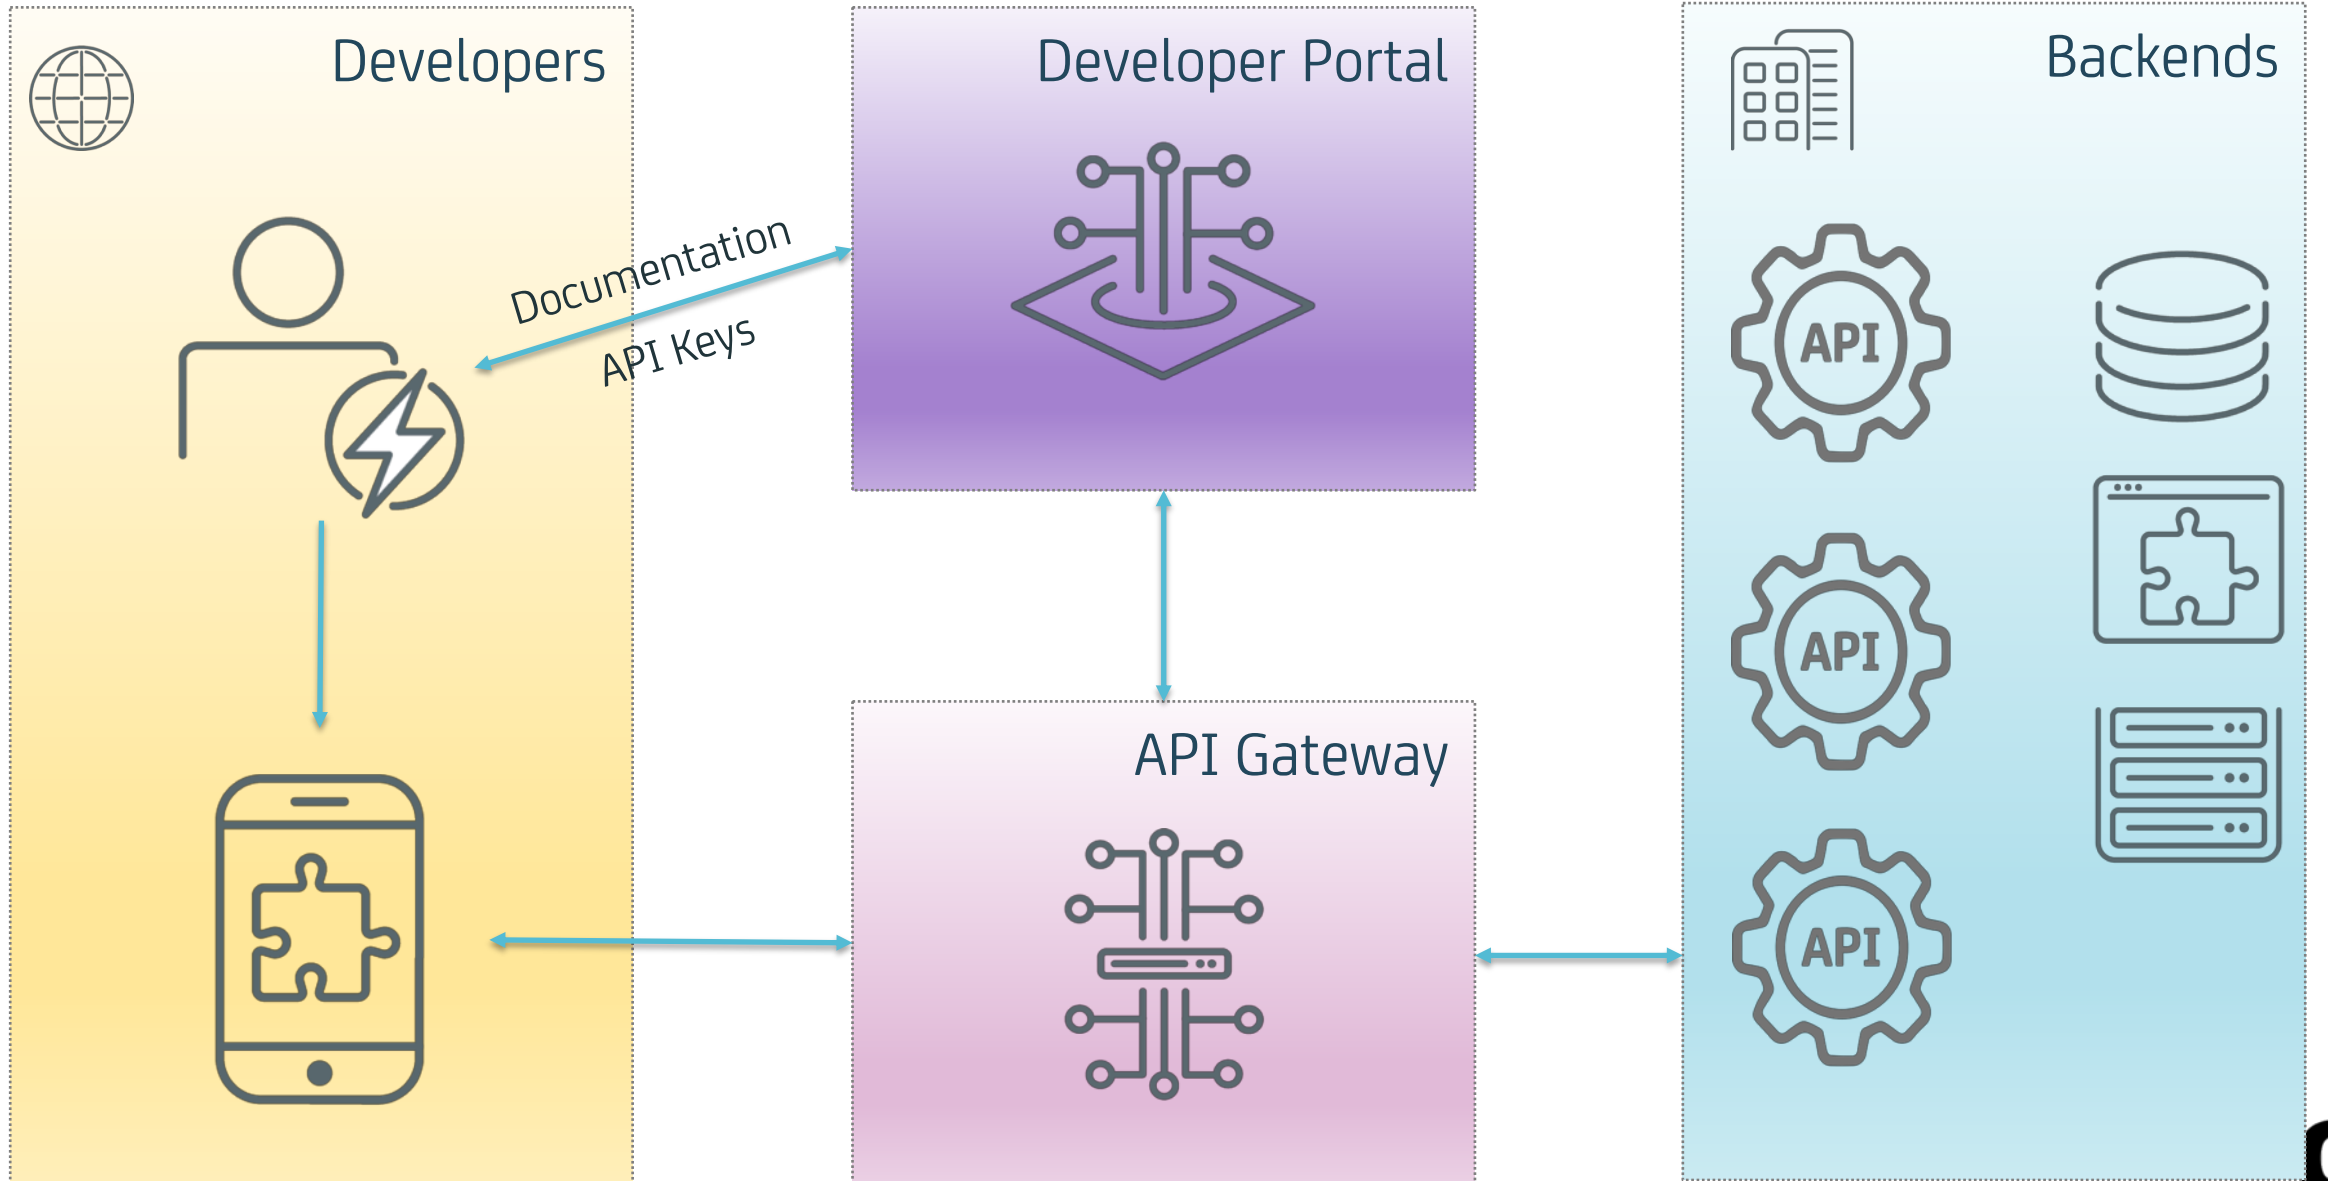 Developers
Documentation
API Keys
Developer Portal
API Gateway
Backends
API
API
API